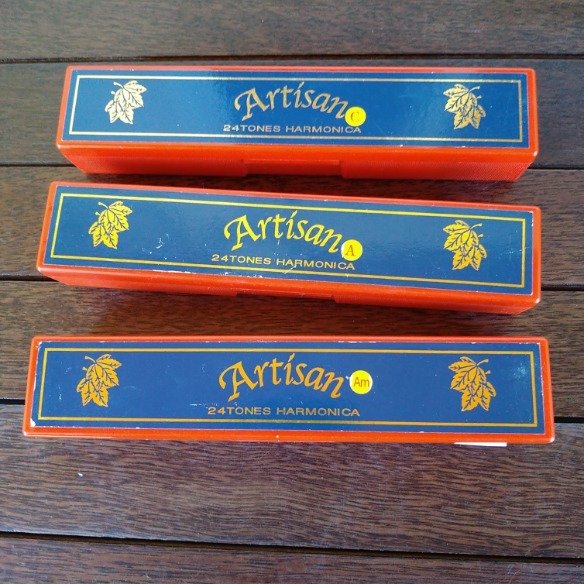 Artisan C
24TONES HARMONICA
Artisan A
24TONES HARMONICA
Artisan Am
24TONES HARMONICA